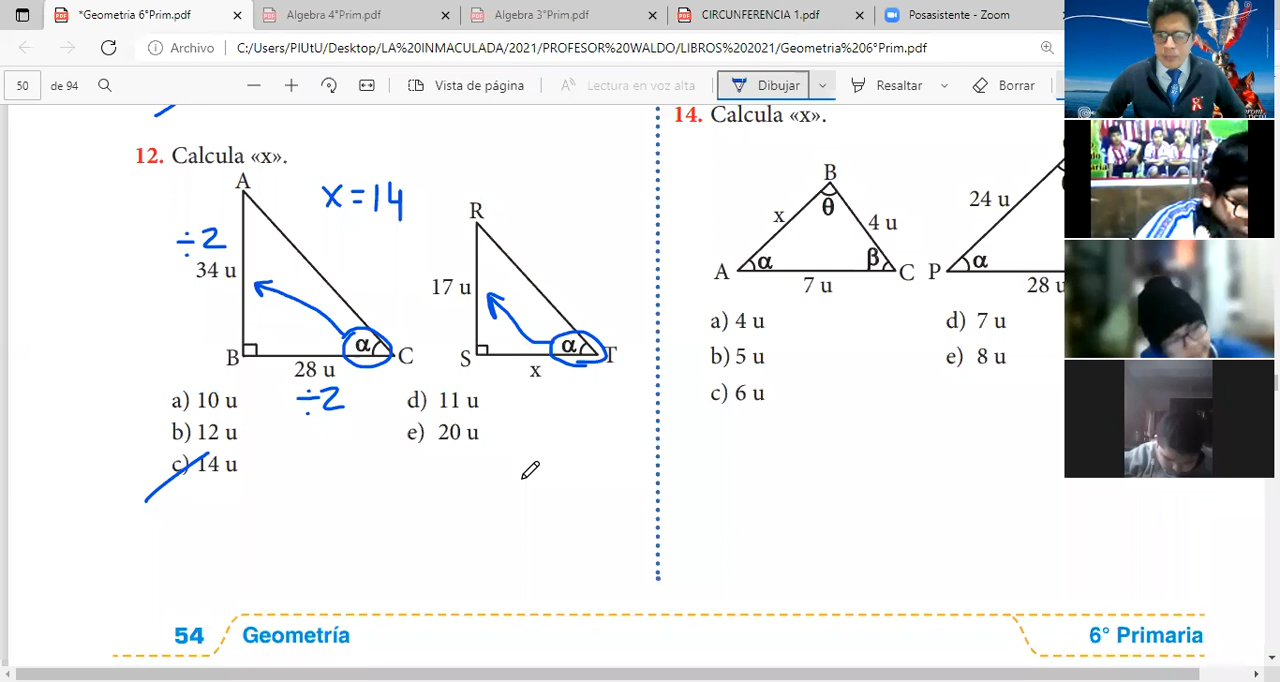 *Geometria 6°Prim.pdf
Algebra 4°Prim.pdf
Algebra 3°Prim.pdf
CIRCUNFERENCIA 1.pdf
Posasistente - Zoom
Archivo
C:/Users/PIUtU/Desktop/LA%20INMACULADA/2021/PROFESOR%20WALDO/LIBROS%202021/Geometria%206°Prim.pdf
50 de 94
Vista de página
Lectura en voz alta
Dibujar
Resaltar
Borrar
12. Calcula «x».
A
x = 14
÷2
34 u
B
α
C
28 u
÷2
R
17 u
S
α
T
x
a) 10 u
b) 12 u
c) 14 u
d) 11 u
e) 20 u
14. Calcula «x».
B
θ
x
4 u
A
α
β
C
7 u
24 u
P
α
28 u
a) 4 u
b) 5 u
c) 6 u
d) 7 u
e) 8 u
54 Geometría
6° Primaria